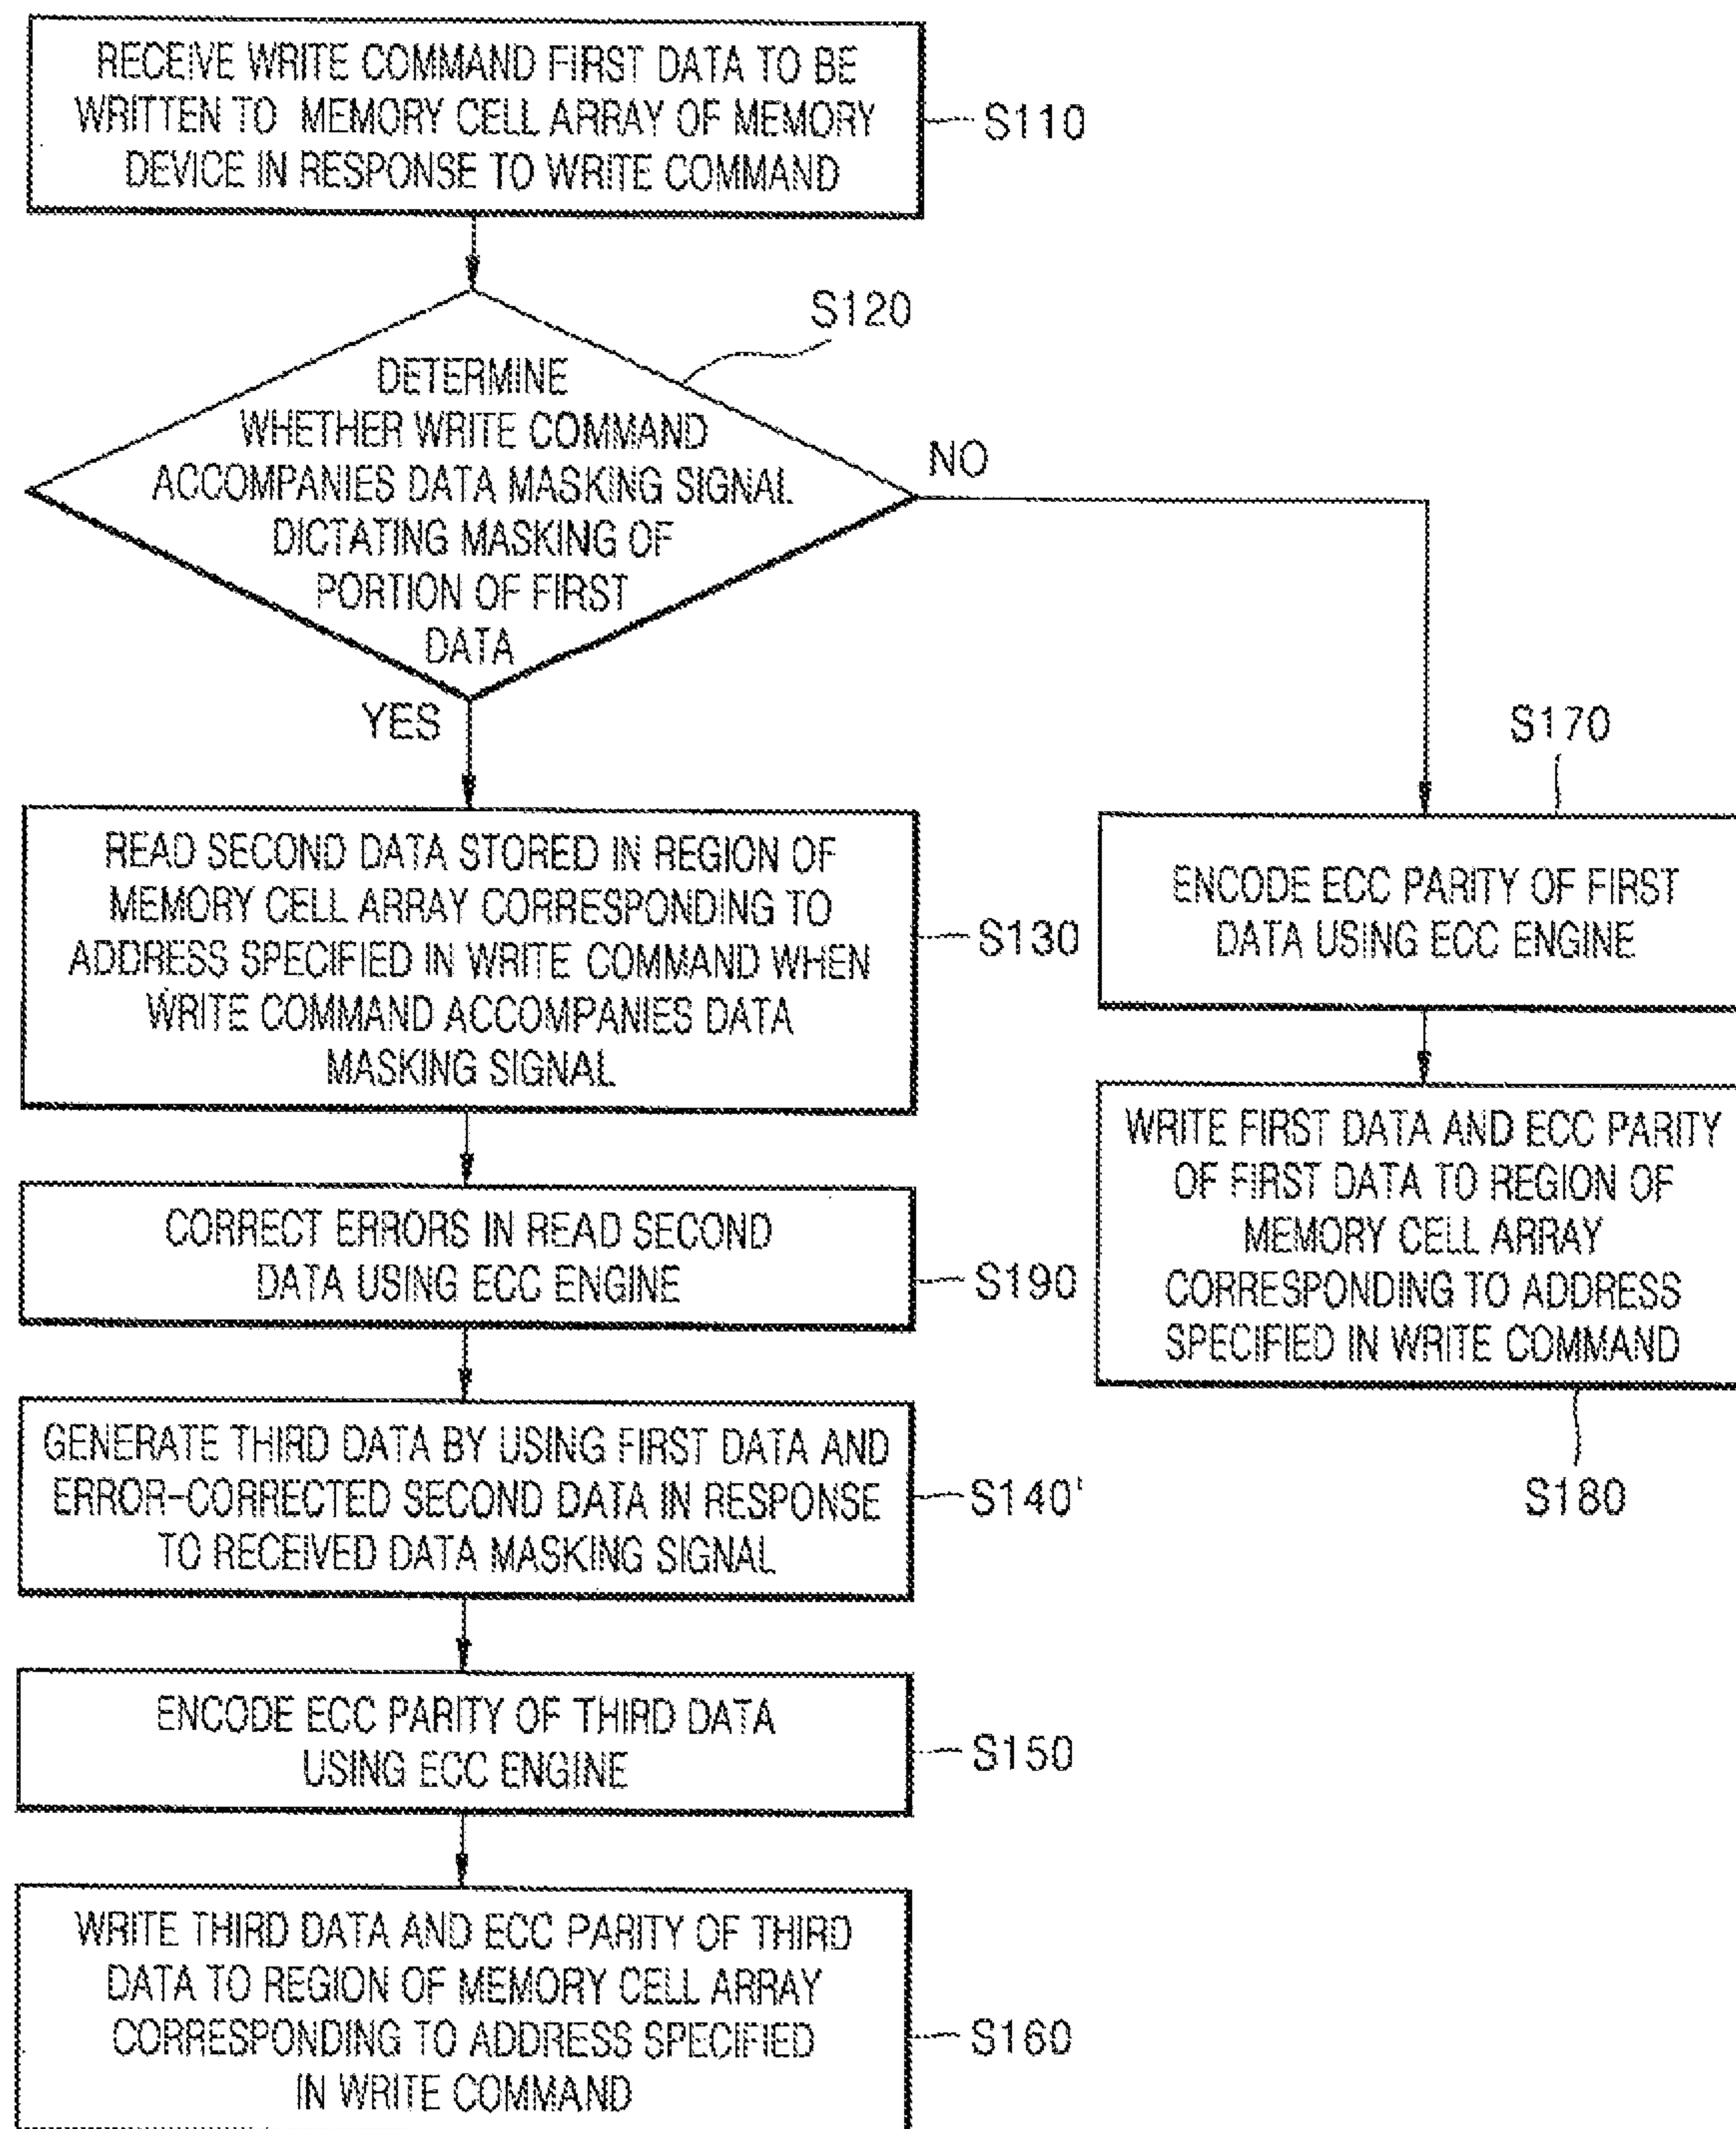 RECEIVE WRITE COMMAND FIRST DATA TO BE
WRITTEN TO MEMORY CELL ARRAY OF MEMORY
DEVICE IN RESPONSE TO WRITE COMMAND
S110
S120
DETERMINE
WHETHER WRITE COMMAND
ACCOMPANIES DATA MASKING SIGNAL
DICTATING MASKING OF
PORTION OF FIRST
DATA
NO
YES
READ SECOND DATA STORED IN REGION OF
MEMORY CELL ARRAY CORRESPONDING TO
ADDRESS SPECIFIED IN WRITE COMMAND WHEN
WRITE COMMAND ACCOMPANIES DATA
MASKING SIGNAL
S130
CORRECT ERRORS IN READ SECOND
DATA USING ECC ENGINE
S190
GENERATE THIRD DATA BY USING FIRST DATA AND
ERROR-CORRECTED SECOND DATA IN RESPONSE
TO RECEIVED DATA MASKING SIGNAL
S140'
ENCODE ECC PARITY OF THIRD DATA
USING ECC ENGINE
S150
WRITE THIRD DATA AND ECC PARITY OF THIRD
DATA TO REGION OF MEMORY CELL ARRAY
CORRESPONDING TO ADDRESS SPECIFIED
IN WRITE COMMAND
S160
S170
ENCODE ECC PARITY OF FIRST
DATA USING ECC ENGINE
WRITE FIRST DATA AND ECC PARITY
OF FIRST DATA TO REGION OF
MEMORY CELL ARRAY
CORRESPONDING TO ADDRESS
SPECIFIED IN WRITE COMMAND
S180